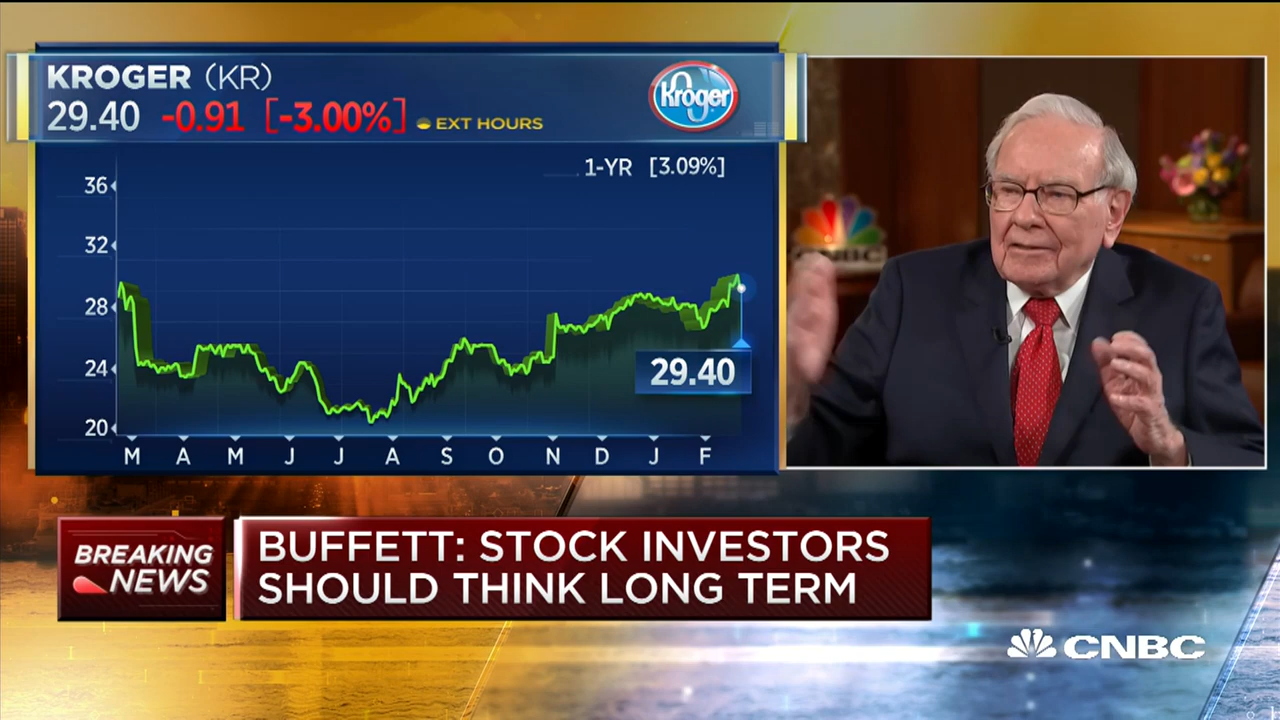 KROGER (KR)
29.40 -0.91 [-3.00%] EXT HOURS
Kroger
1-YR [3.09%]
36
32
28
24
20
29.40
M A M J J A S O N D J F
CNBC
BREAKING
NEWS
BUFFETT: STOCK INVESTORS
SHOULD THINK LONG TERM
CNBC